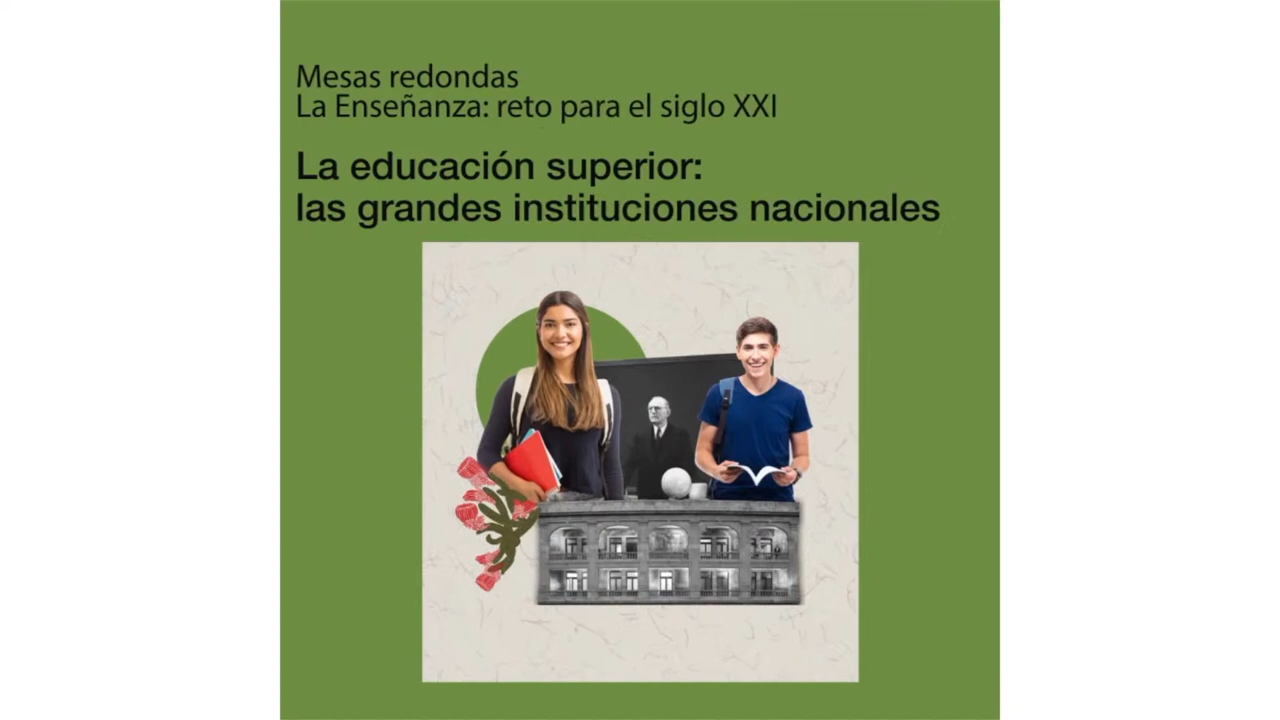 Mesas redondas
La Enseñanza: reto para el siglo XXI
La educación superior:
las grandes instituciones nacionales